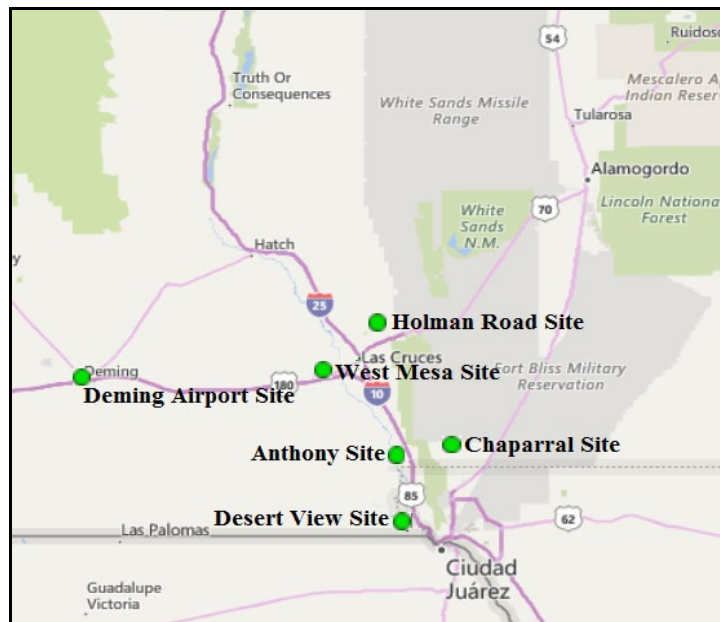 54
Ruidoso
Truth Or
Consequences
White Sands Missile
Range
Mescalero A
Indian Reser
Tularosa
Alamogordo
White
Sands
N.M.
70
Lincoln National
Forest
Hatch
25
Holman Road Site
Las Cruces
West Mesa Site
Fort Bliss Military
Reservation
Deming
180
10
Deming Airport Site
Anthony Site
Chaparral Site
85
Desert View Site
62
Las Palomas
Ciudad
Juárez
Guadalupe
Victoria